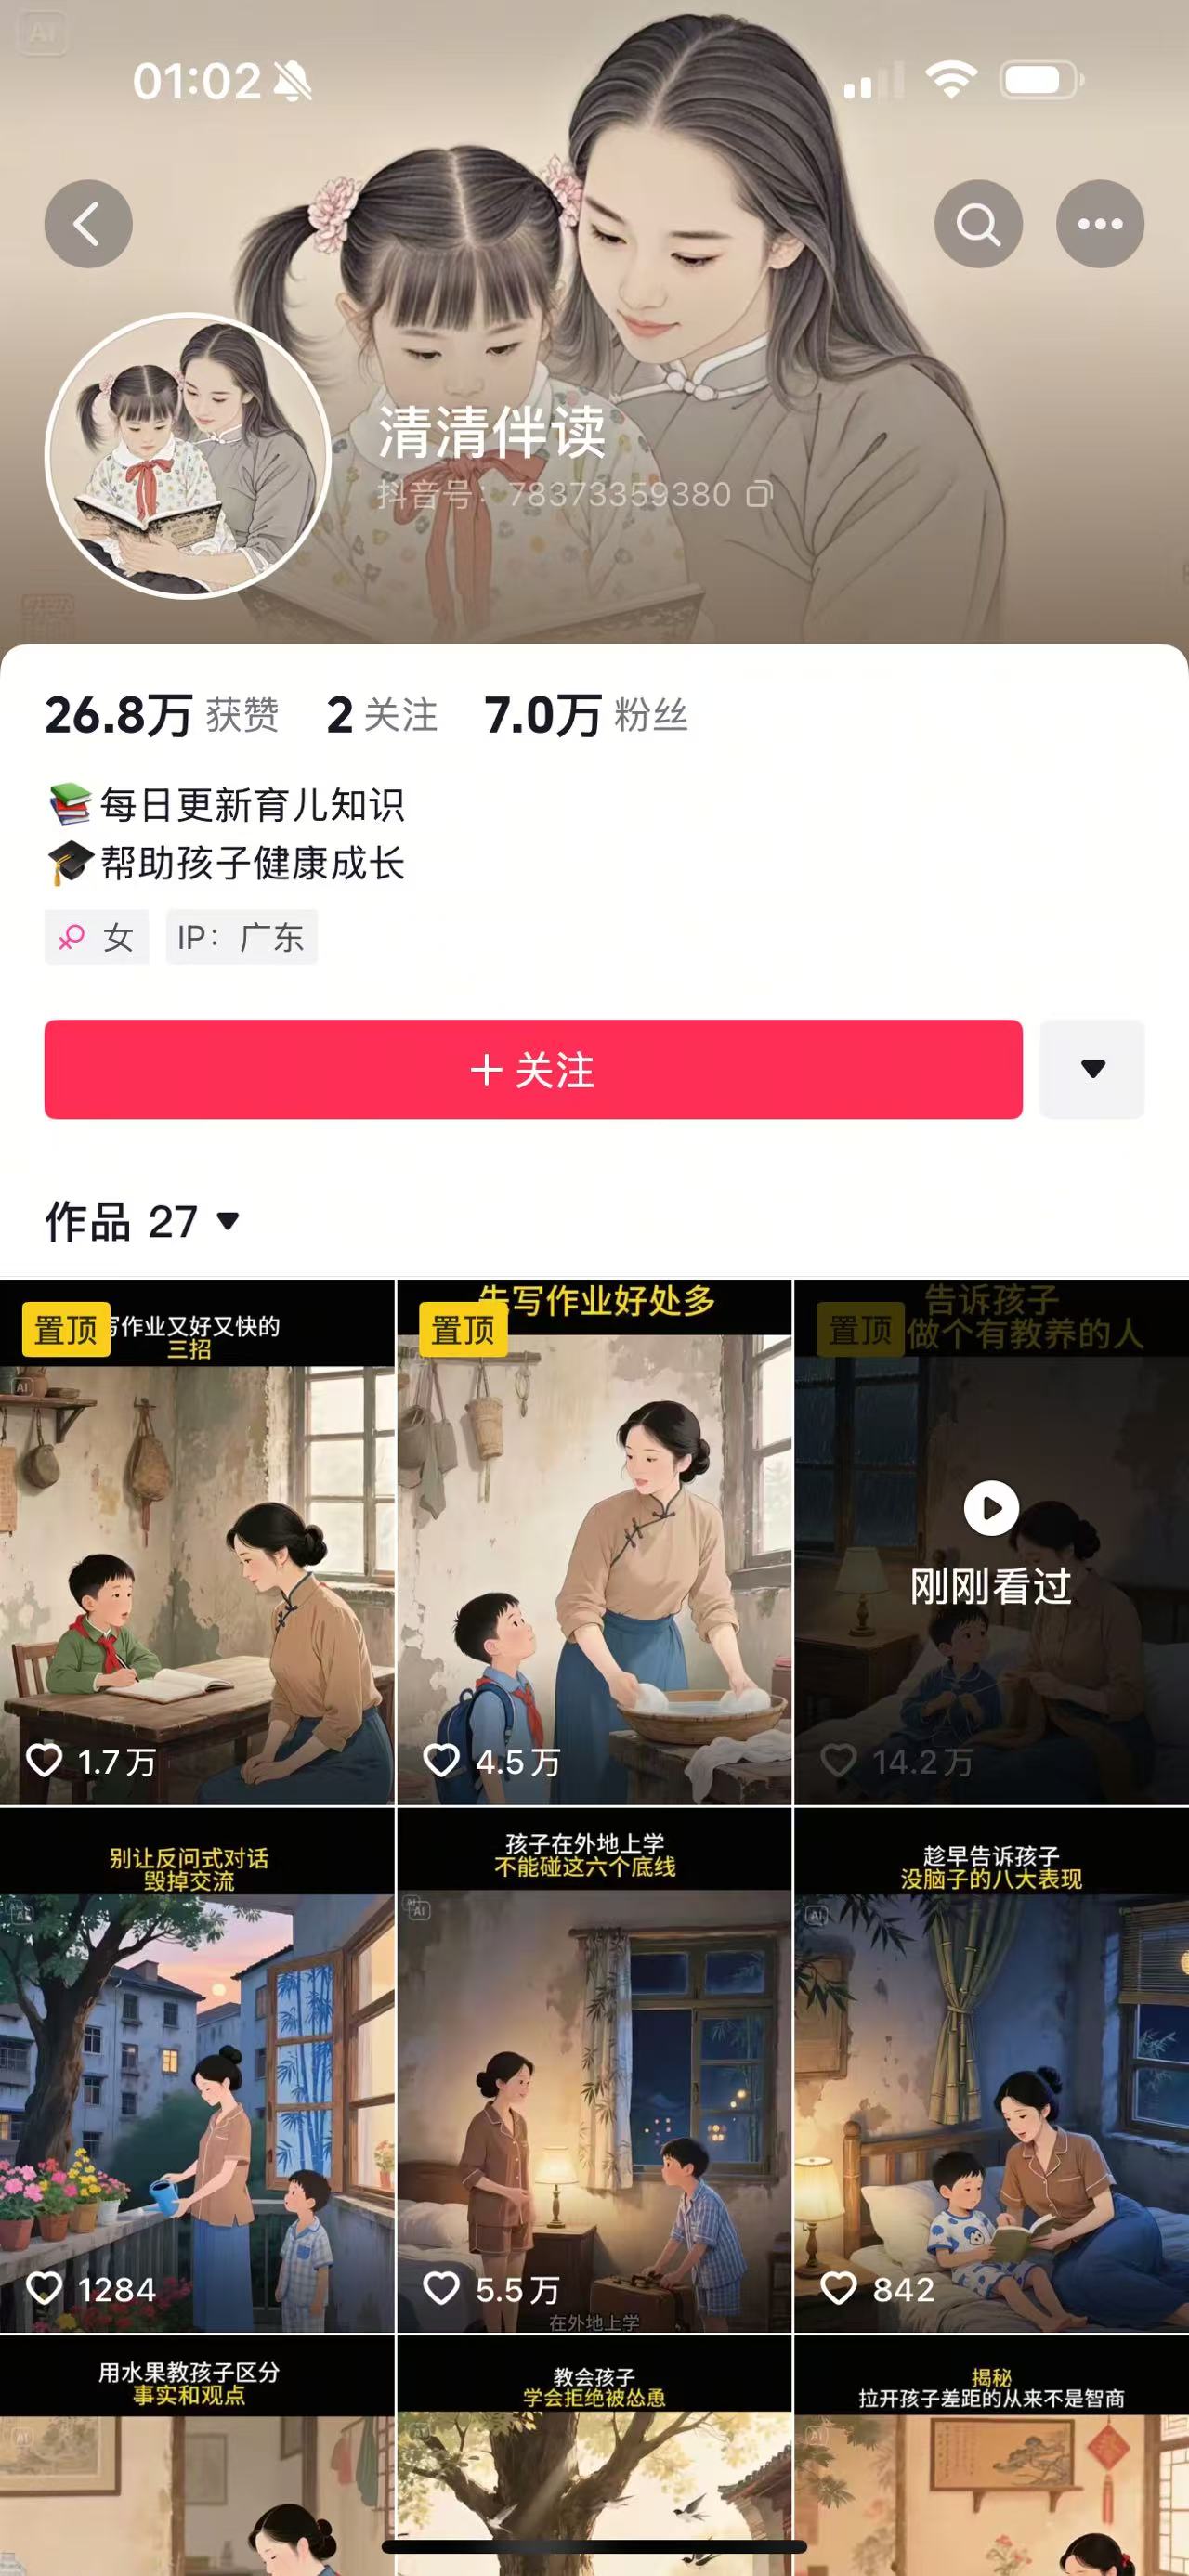 AI
01:02
清清伴读
抖音号：78373359380
26.8万 获赞 2 关注 7.0万 粉丝
每日更新育儿知识
帮助孩子健康成长
女 IP：广东
关注
作品 27
置顶
写作业又好又快的
三招
AI
1.7万
置顶
写作业好处多
4.5万
置顶
告诉孩子
做个有教养的人
刚刚看过
14.2万
别让反问式对话
毁掉交流
AI
1284
孩子在外地上学
不能碰这六个底线
AI
5.5万
在外地上学
趁早告诉孩子
没脑子的八大表现
AI
842
用水果教孩子区分
事实和观点
AI
教会孩子
学会拒绝被怂恿
AI
揭秘
拉开孩子差距的从来不是智商
AI